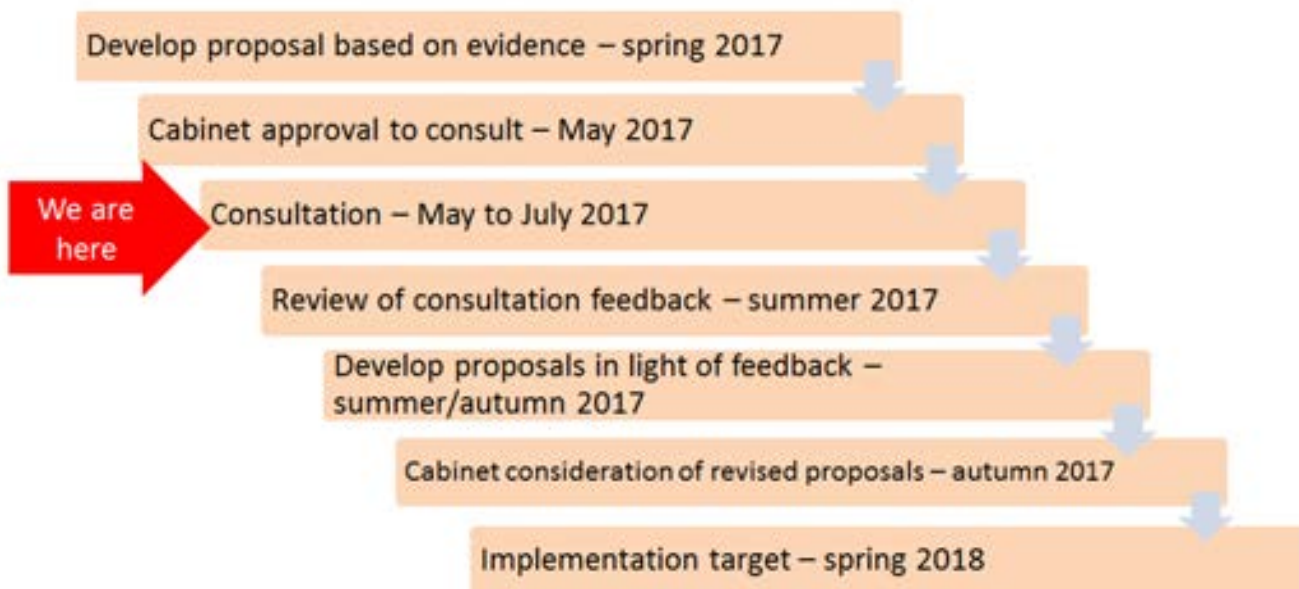 Develop proposal based on evidence – spring 2017
Cabinet approval to consult – May 2017
We are
here
Consultation – May to July 2017
Review of consultation feedback – summer 2017
Develop proposals in light of feedback –
summer/autumn 2017
Cabinet consideration of revised proposals – autumn 2017
Implementation target – spring 2018